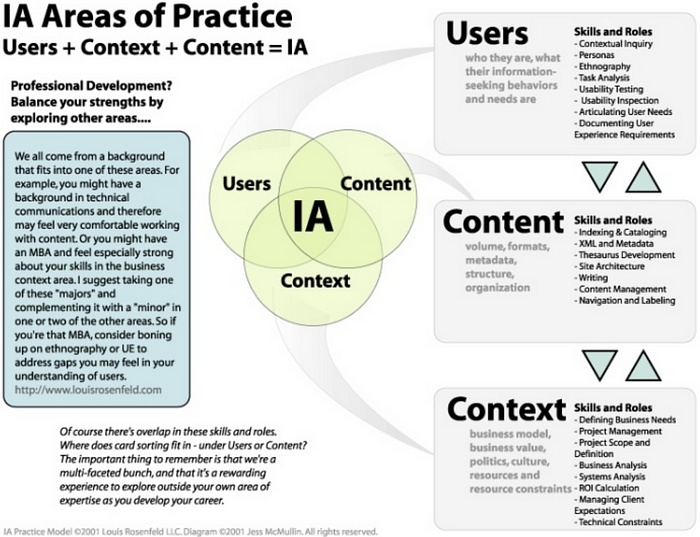 IA Areas of Practice
Users + Context + Content = IA
Professional Development?
Balance your strengths by
exploring other areas....
We all come from a background
that fits into one of these areas. For
example, you might have a
background in technical
communications and therefore
may feel very comfortable working
with content. Or you might have
an MBA and feel especially strong
about your skills in the business
context area. I suggest taking one
of these "majors" and
complementing it with a "minor" in
one or two of the other areas. So if
you're that MBA, consider boning
up on ethnography or UE to
address gaps you may feel in your
understanding of users.
http://www.louisrosenfeld.com
Of course there's overlap in these skills and roles.
Where does card sorting fit in - under Users or Content?
The important thing to remember is that we're a
multi-faceted bunch, and that it's a rewarding
experience to explore outside your own area of
expertise as you develop your career.
Users
Content
IA
Context
Users
who they are, what
their information-
seeking behaviors
and needs are
Skills and Roles
- Contextual Inquiry
- Personas
- Ethnography
- Task Analysis
- Usability Testing
- Usability Inspection
- Articulating User Needs
- Documenting User
Experience Requirements
Content
volume, formats,
metadata,
structure,
organization
Skills and Roles
- Indexing & Cataloging
- XML and Metadata
- Thesaurus Development
- Site Architecture
- Writing
- Content Management
- Navigation and Labeling
Context
business model,
business value,
politics, culture,
resources and
resource constraints
Skills and Roles
- Defining Business Needs
- Project Management
- Project Scope and
Definition
- Business Analysis
- Systems Analysis
- ROI Calculation
- Managing Client
Expectations
- Technical Constraints
IA Practice Model ©2001 Louis Rosenfeld LLC. Diagram ©2001 Jess McMullin. All rights reserved.